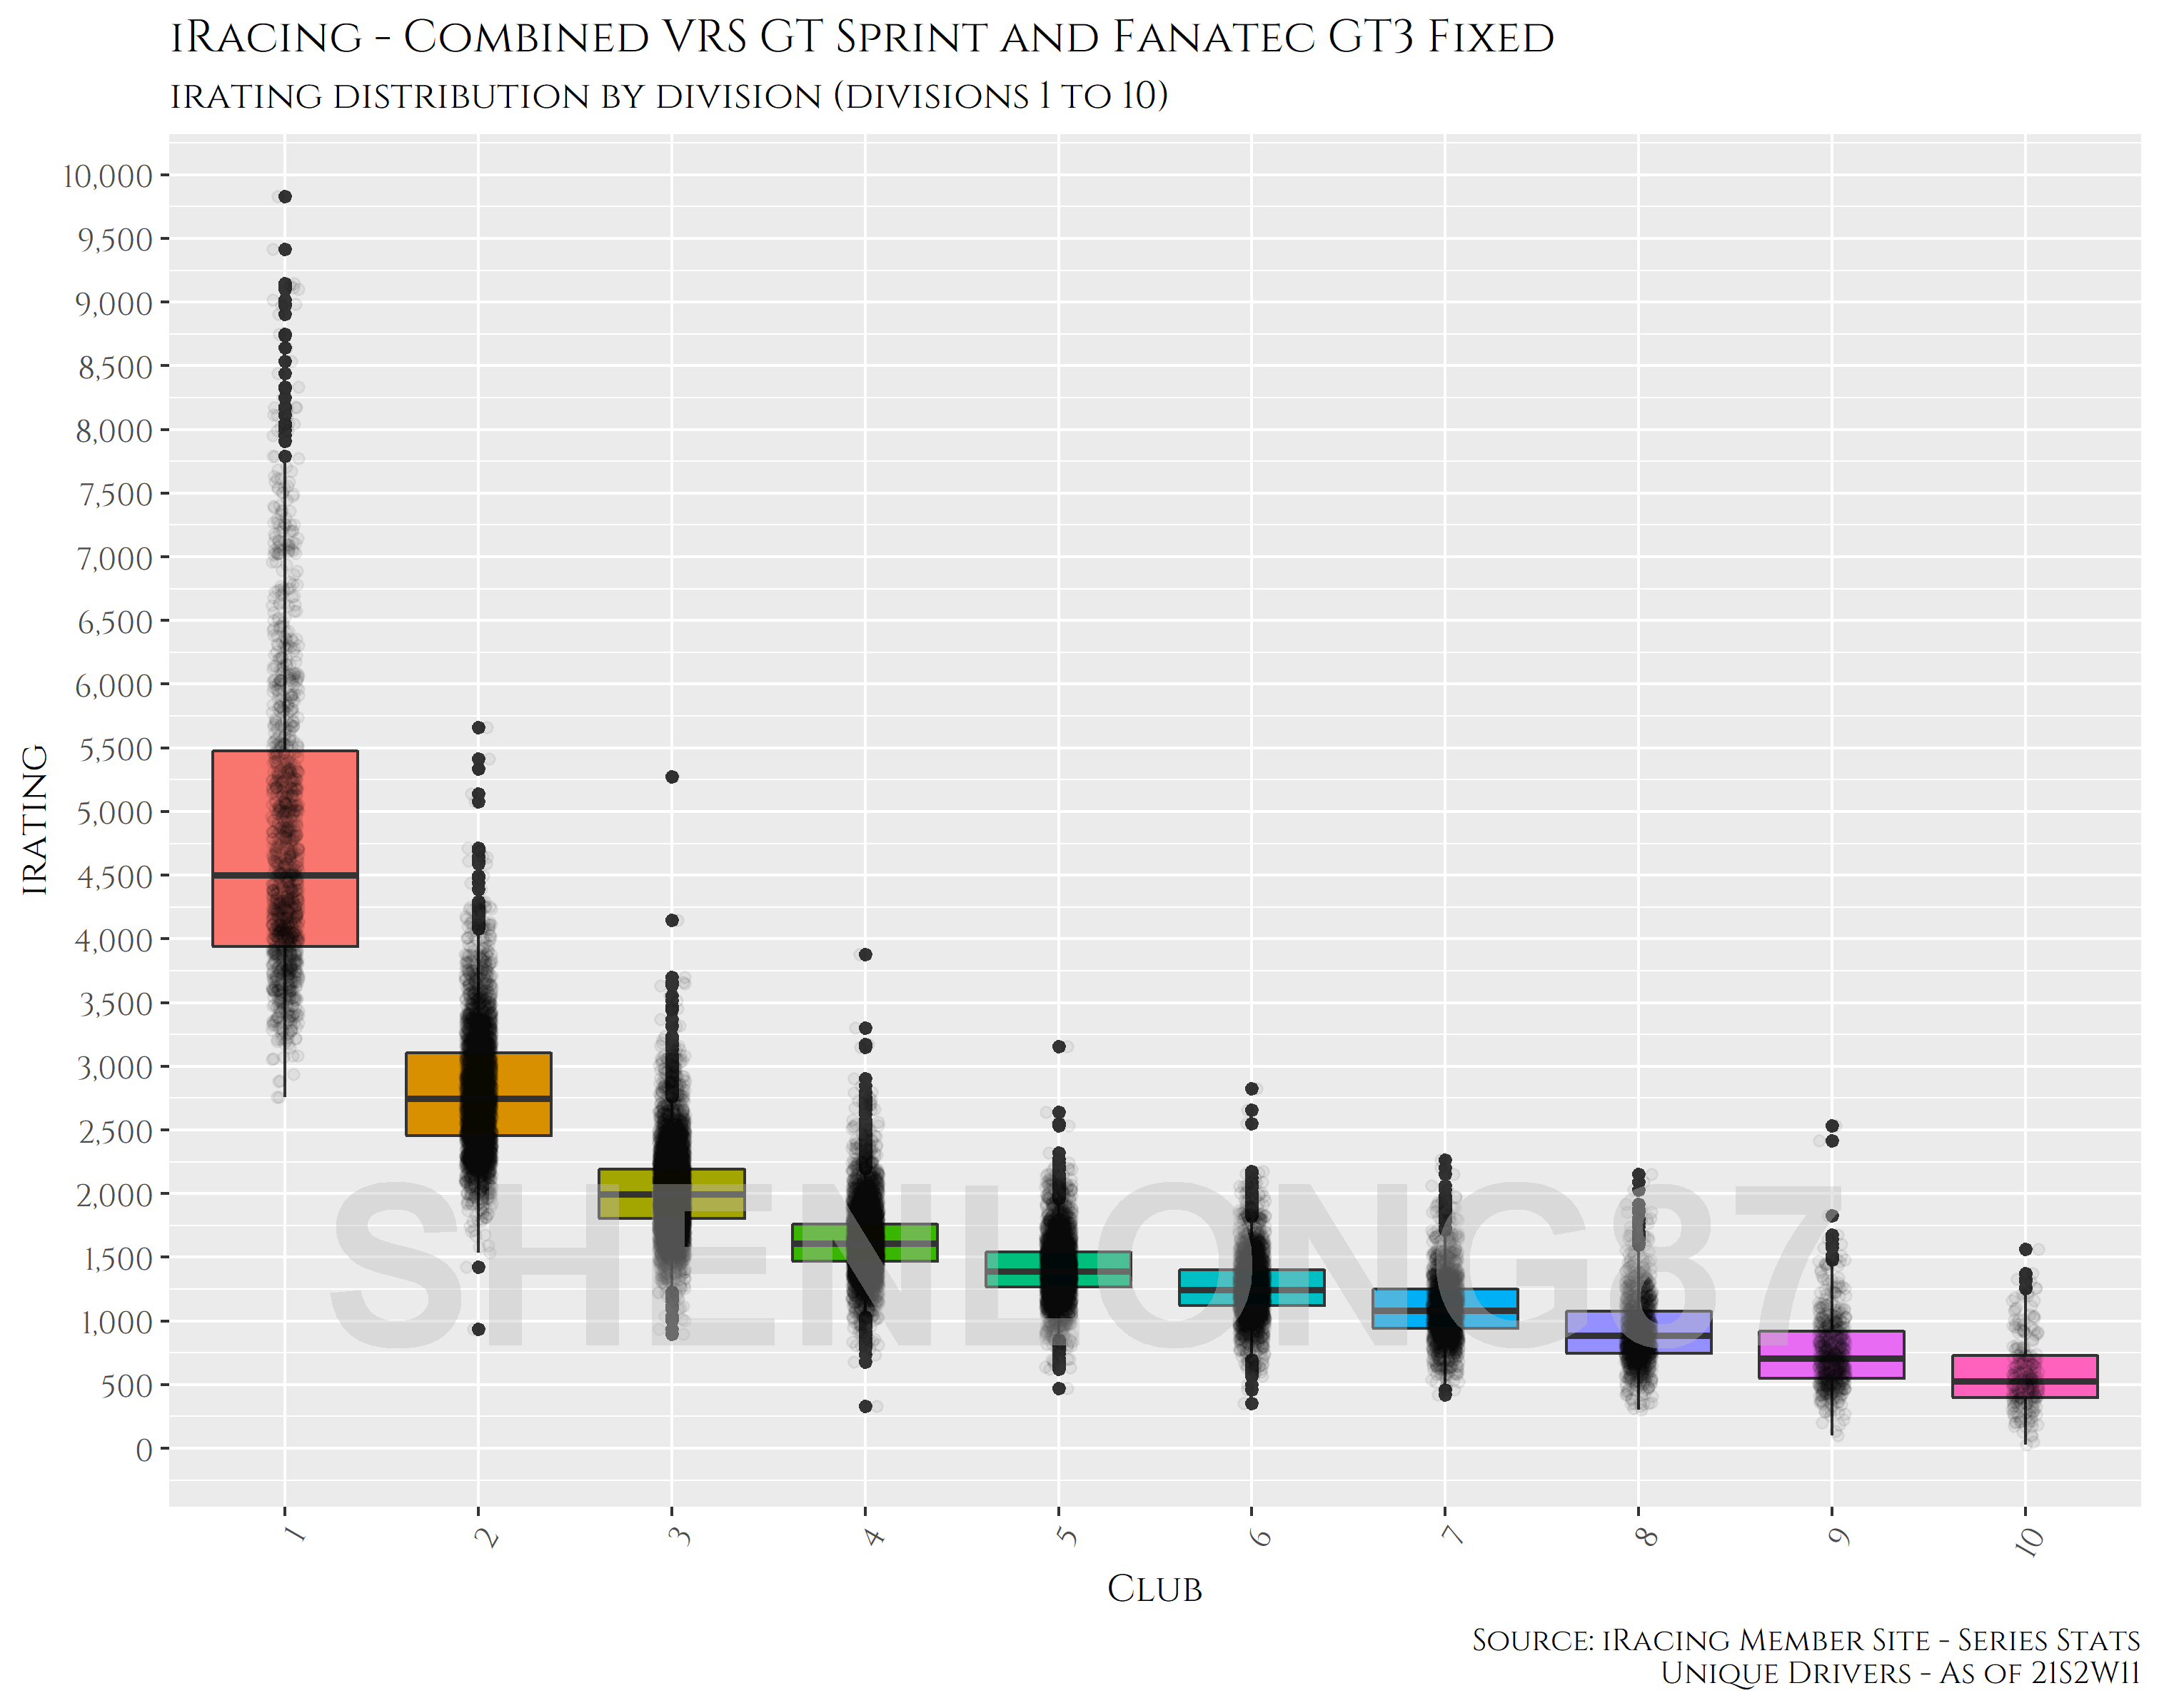 iRacing - Combined VRS GT Sprint and Fanatec GT3 Fixed
iRating distribution by division (divisions 1 to 10)
10,000
9,500
9,000
8,500
8,000
7,500
7,000
6,500
6,000
5,500
5,000
4,500
4,000
3,500
3,000
2,500
2,000
1,500
1,000
500
0
iRating
SHENLONG87
1 2 3 4 5 6 7 8 9 10
Club
Source: iRacing Member Site - Series Stats
Unique Drivers - As of 21S2W11